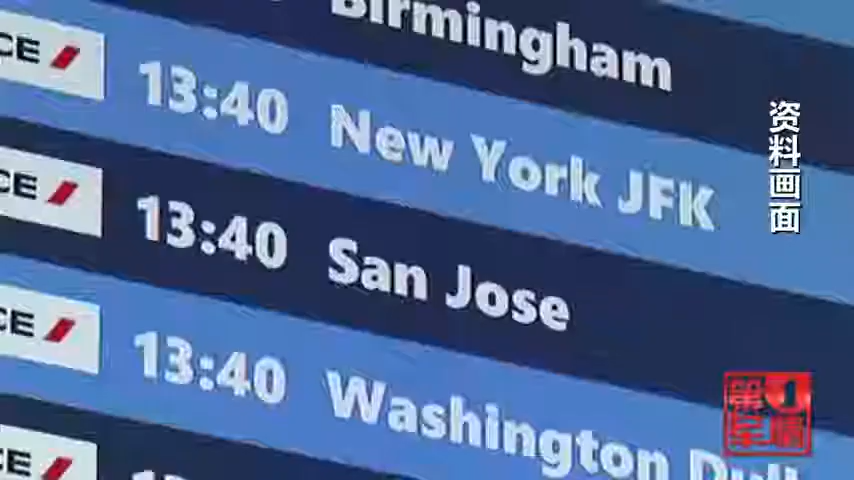 Birmingham
CE 13:40 New York JFK
CE 13:40 San Jose
CE 13:40 Washington Dull
CE
资料画面